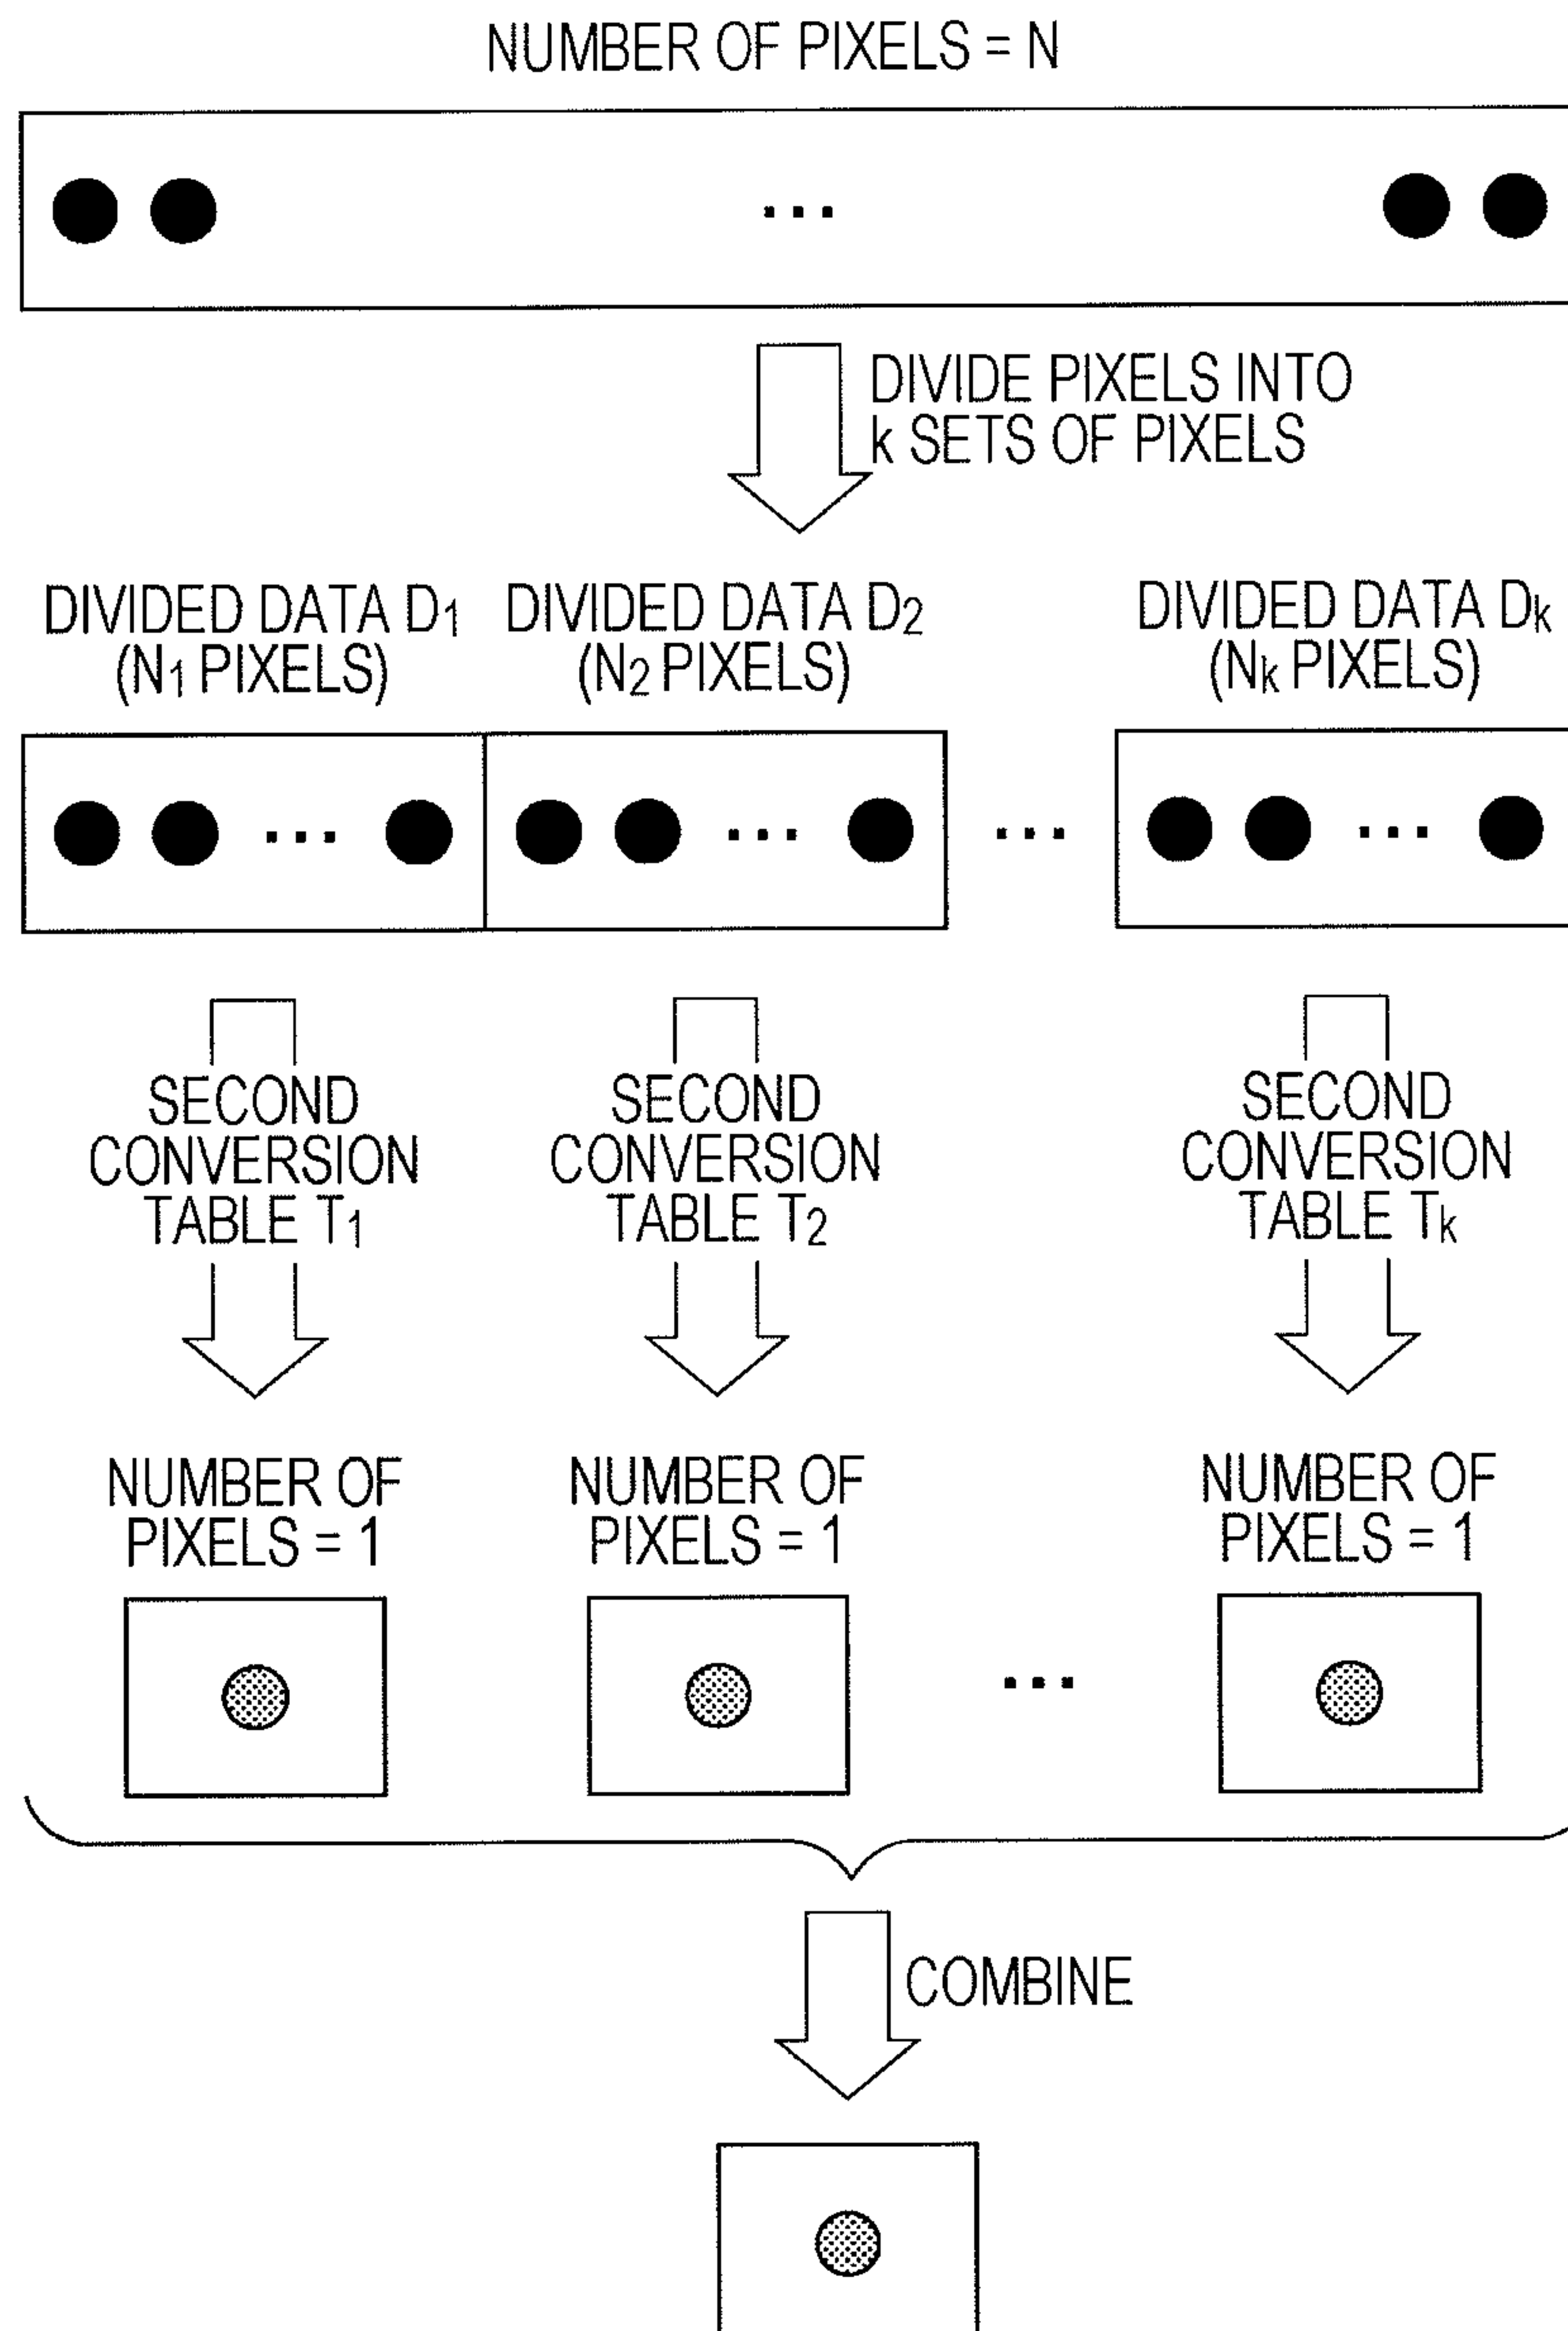 NUMBER OF PIXELS = N
...
DIVIDE PIXELS INTO
k SETS OF PIXELS
DIVIDED DATA D1 DIVIDED DATA D2 DIVIDED DATA Dk
(N1 PIXELS) (N2 PIXELS) (Nk PIXELS)
... ... ... ...
SECOND SECOND SECOND
CONVERSION CONVERSION CONVERSION
TABLE T1 TABLE T2 TABLE Tk
NUMBER OF NUMBER OF NUMBER OF
PIXELS = 1 PIXELS = 1 PIXELS = 1
...
COMBINE